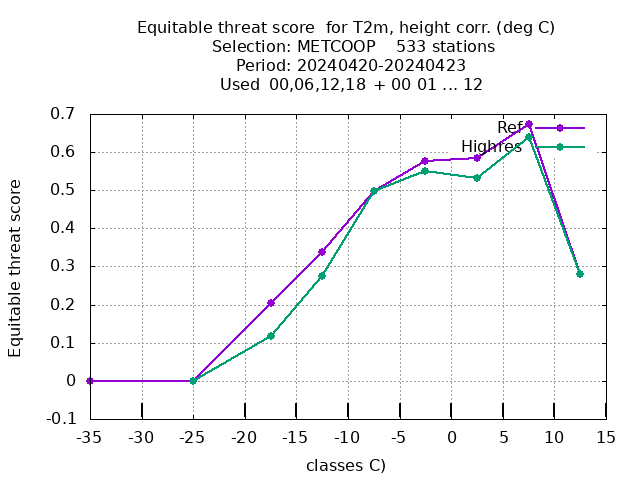 Equitable threat score for T2m, height corr. (deg C)
Selection: METCOOP 533 stations
Period: 20240420-20240423
Used 00,06,12,18 + 00 01 ... 12
Equitable threat score
0.7
0.6
0.5
0.4
0.3
0.2
0.1
0
-0.1
Ref
Highres
-35 -30 -25 -20 -15 -10 -5 0 5 10 15
classes C)